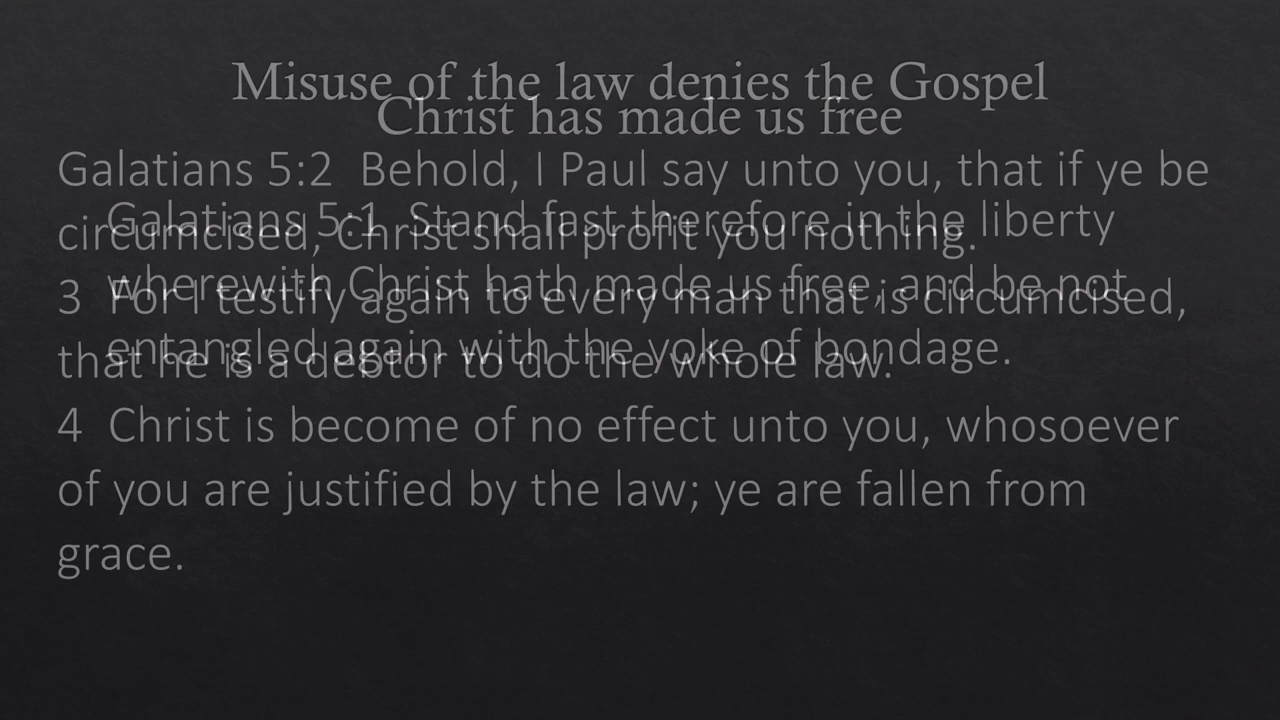 Misuse of the law denies the Gospel
Christ has made us free
Galatians 5:2  Behold, I Paul say unto you, that if ye be
circumcised, Christ shall profit you nothing.
3  For I testify again to every man that is circumcised,
that he is a debtor to do the whole law.
4  Christ is become of no effect unto you, whosoever
of you are justified by the law; ye are fallen from
grace.
Galatians 5:1  Stand fast therefore in the liberty
wherewith Christ hath made us free, and be not
entangled again with the yoke of bondage.